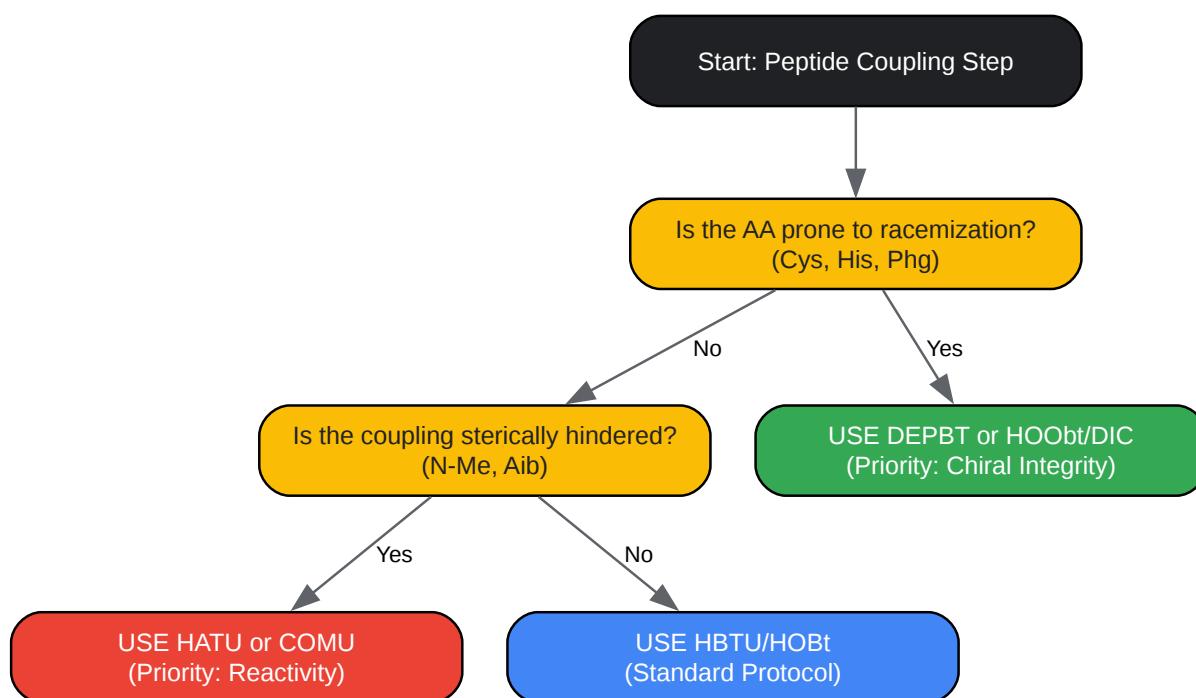 Start: Peptide Coupling Step
Is the AA prone to racemization?
(Cys, His, Phg)
No
Yes
Is the coupling sterically hindered?
(N-Me, Aib)
USE DEPBT or HOObt/DIC
(Priority: Chiral Integrity)
Yes
No
USE HATU or COMU
(Priority: Reactivity)
USE HBTU/HOBt
(Standard Protocol)